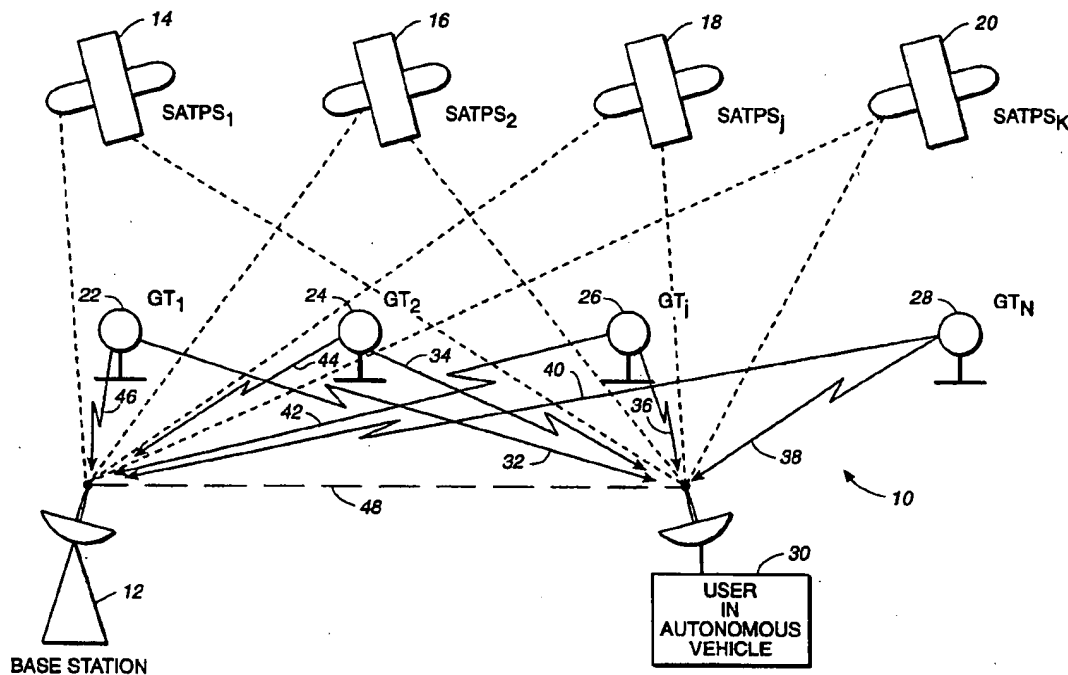 14
16
18
20
SATPS1
SATPS2
SATPSj
SATPSK
22
GT1
24
GT2
26
GTi
28
GTN
46
44
34
40
42
36
32
38
48
10
12
30
USER
IN
AUTONOMOUS
VEHICLE
BASE STATION